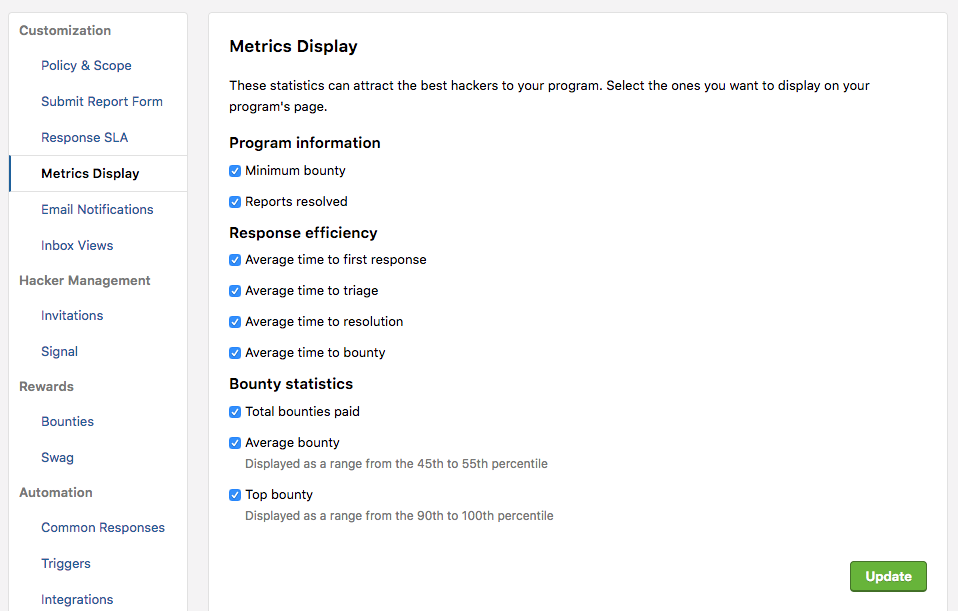 Customization
Policy & Scope
Submit Report Form
Response SLA
Metrics Display
Email Notifications
Inbox Views
Hacker Management
Invitations
Signal
Rewards
Bounties
Swag
Automation
Common Responses
Triggers
Integrations
Metrics Display
These statistics can attract the best hackers to your program. Select the ones you want to display on your
program's page.
Program information
Minimum bounty
Reports resolved
Response efficiency
Average time to first response
Average time to triage
Average time to resolution
Average time to bounty
Bounty statistics
Total bounties paid
Average bounty
Displayed as a range from the 45th to 55th percentile
Top bounty
Displayed as a range from the 90th to 100th percentile
Update